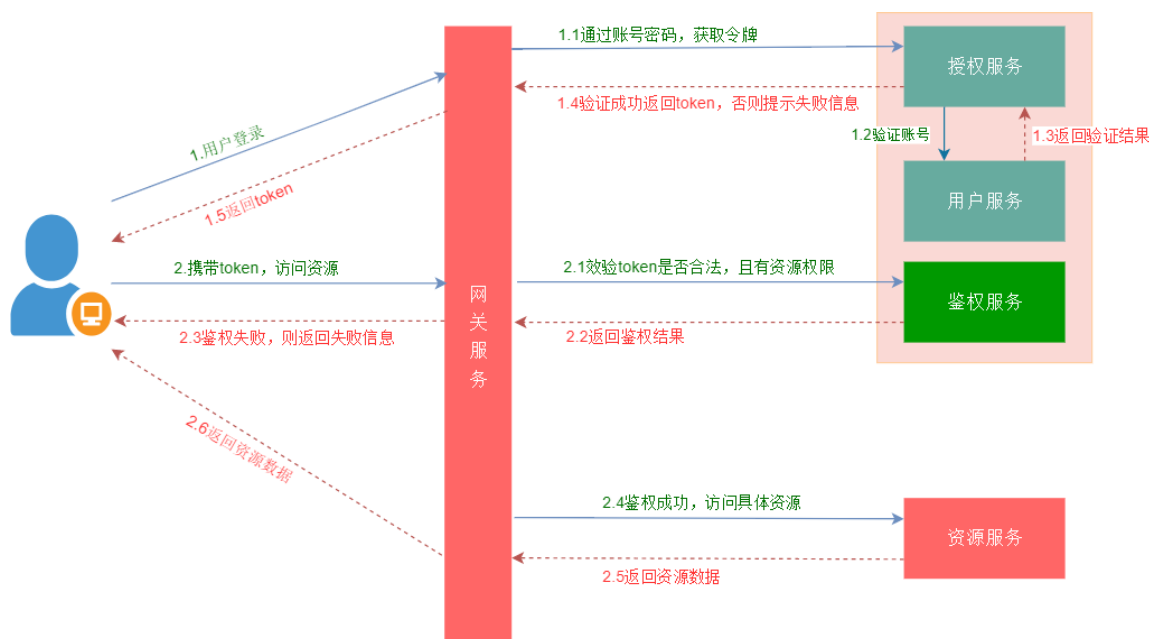 1.1通过账号密码，获取令牌
授权服务
1.4验证成功返回token，否则提示失败信息
1.用户登录
1.2验证账号
1.3返回验证结果
1.5返回token
用户服务
2.携带token，访问资源
2.1效验token是否合法，且有资源权限
网关服务
鉴权服务
2.3鉴权失败，则返回失败信息
2.2返回鉴权结果
2.6返回资源数据
2.4鉴权成功，访问具体资源
资源服务
2.5返回资源数据